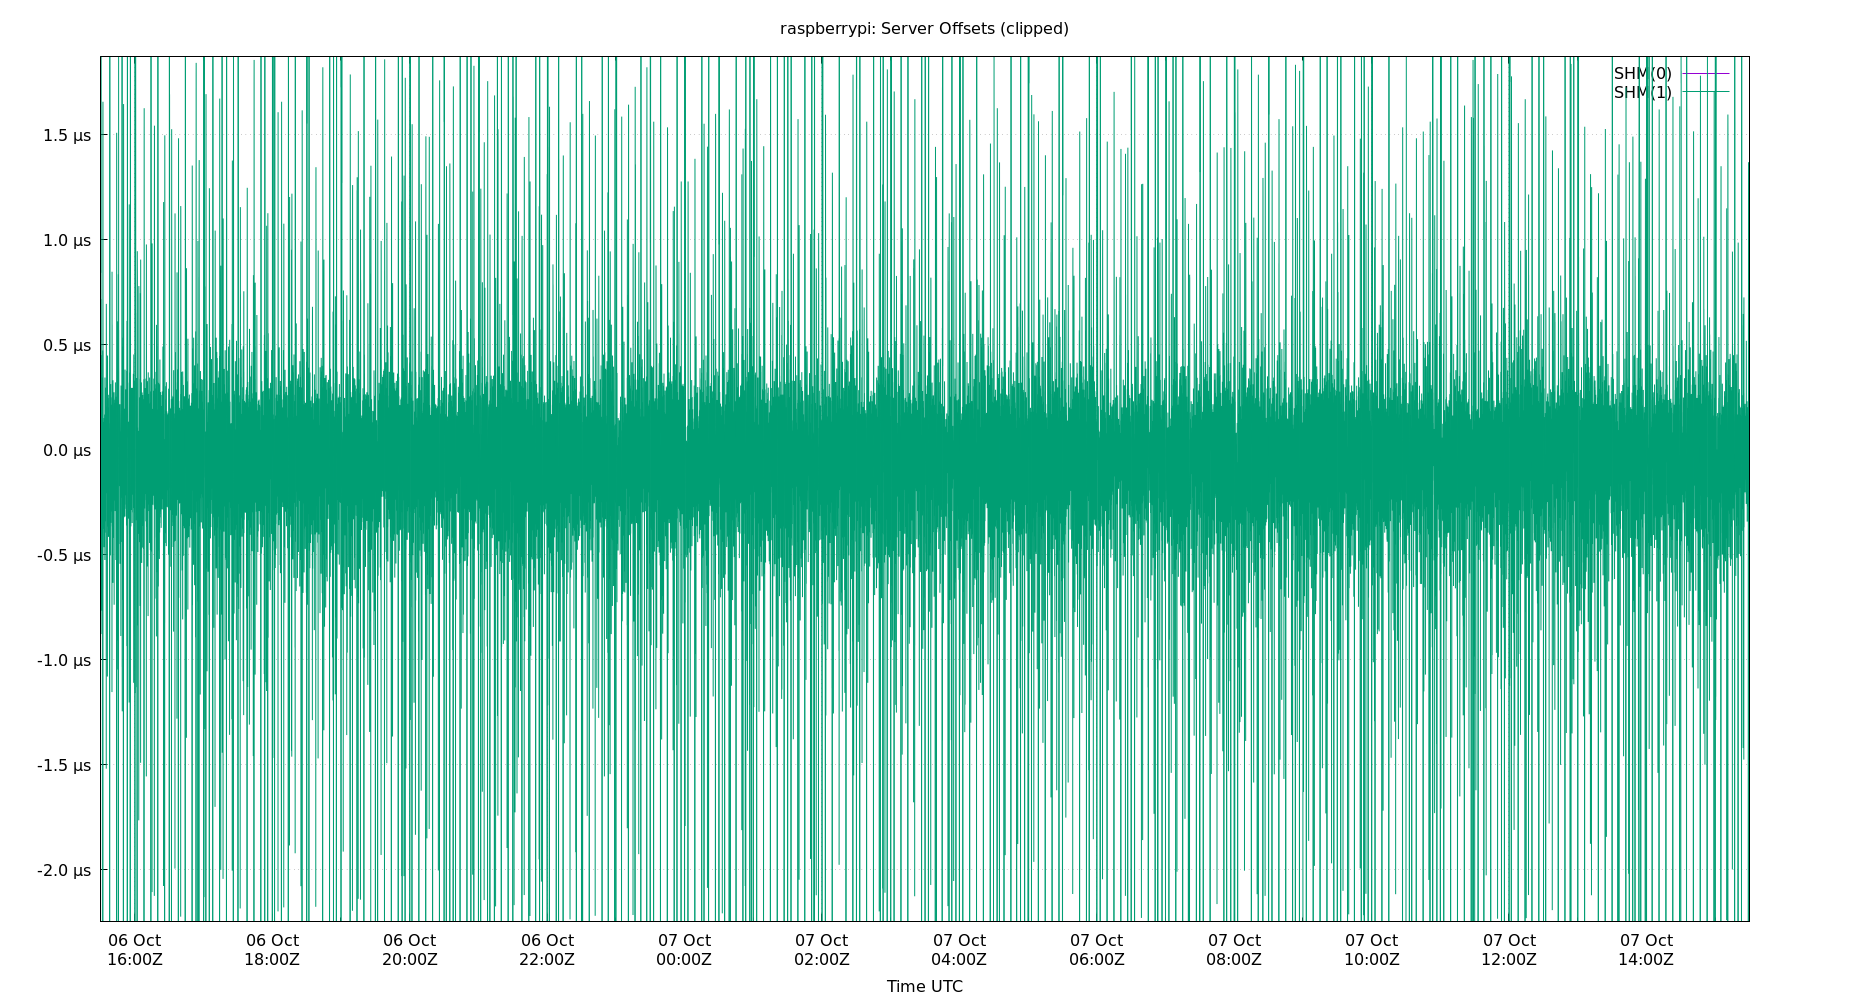 raspberrypi: Server Offsets (clipped)
SHM(0)
SHM(1)
1.5 µs
1.0 µs
0.5 µs
0.0 µs
-0.5 µs
-1.0 µs
-1.5 µs
-2.0 µs
06 Oct 06 Oct 06 Oct 06 Oct 07 Oct 07 Oct 07 Oct 07 Oct 07 Oct 07 Oct 07 Oct 07 Oct
16:00Z 18:00Z 20:00Z 22:00Z 00:00Z 02:00Z 04:00Z 06:00Z 08:00Z 10:00Z 12:00Z 14:00Z
Time UTC